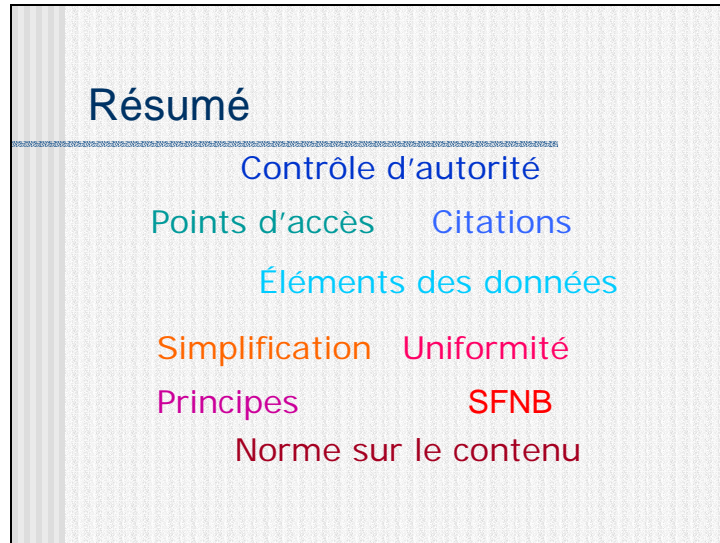 Résumé
Contrôle d'autorité
Points d'accès Citations
Éléments des données
Simplification Uniformité
Principes SFNB
Norme sur le contenu